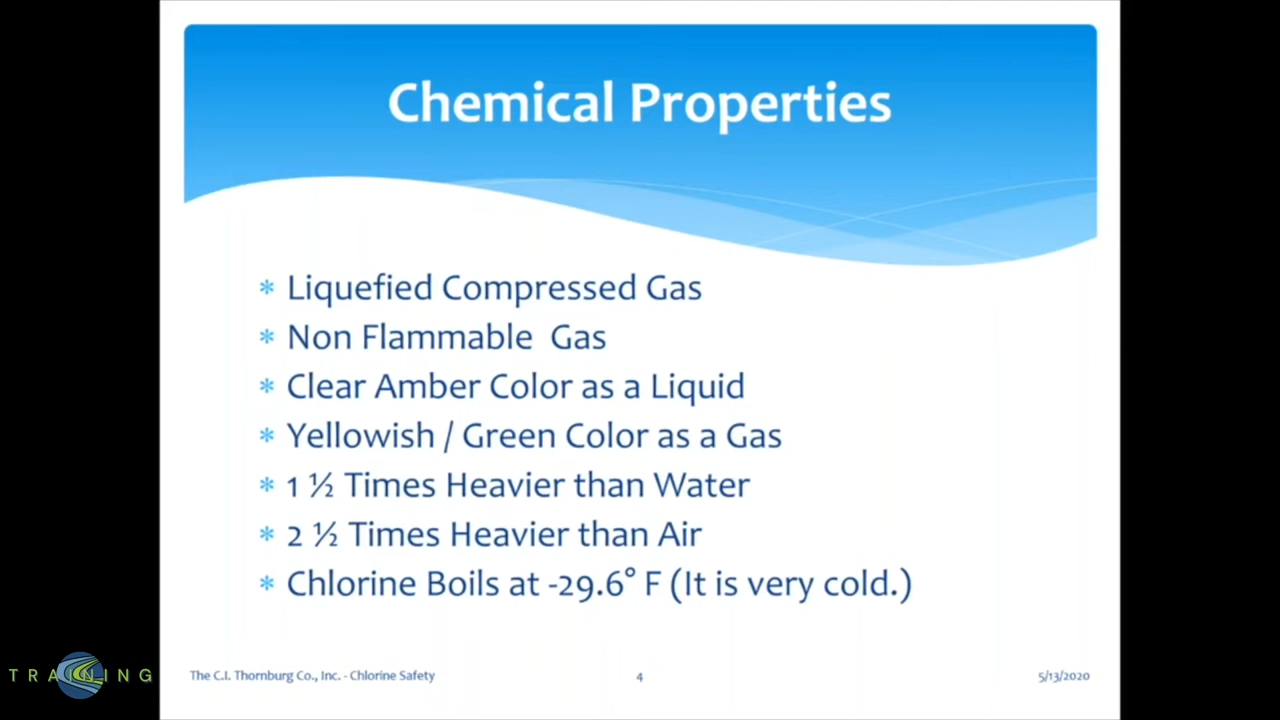 Chemical Properties
* Liquefied Compressed Gas
* Non Flammable  Gas
* Clear Amber Color as a Liquid
* Yellowish / Green Color as a Gas
* 1 ½ Times Heavier than Water
* 2 ½ Times Heavier than Air
* Chlorine Boils at -29.6° F (It is very cold.)
TRAINING
The C.I. Thornburg Co., Inc. - Chlorine Safety
4
5/13/2020